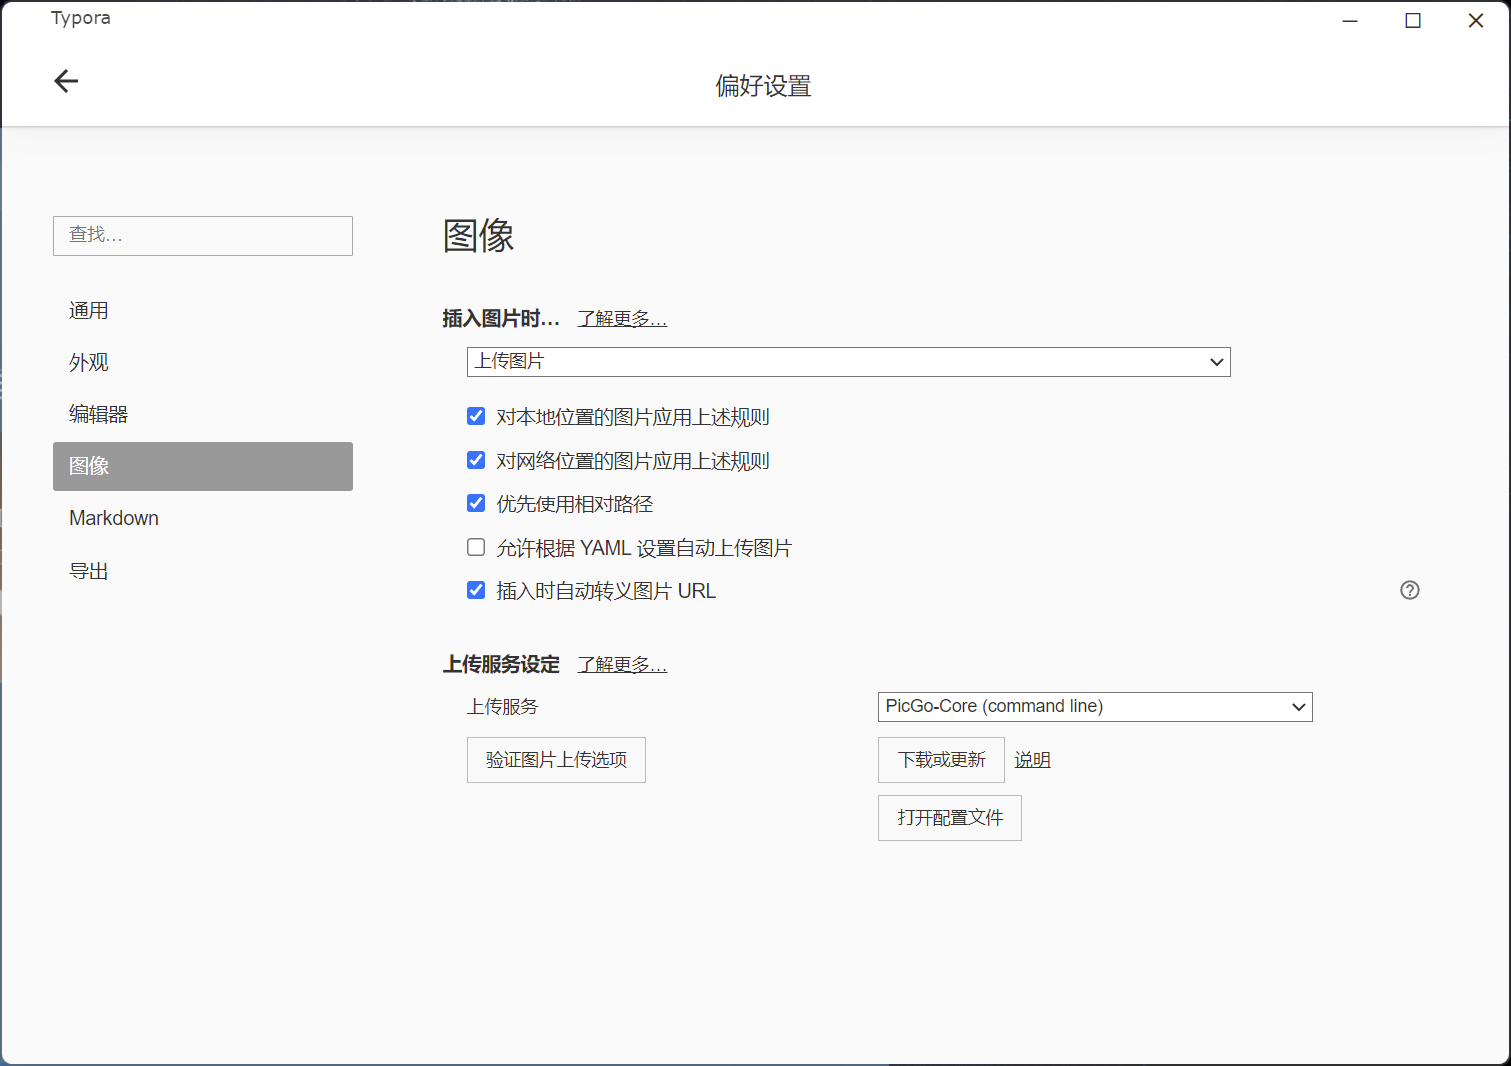 Typora
偏好设置
查找...
通用
外观
编辑器
图像
Markdown
导出
图像
插入图片时... 了解更多...
上传图片
对本地位置的图片应用上述规则
对网络位置的图片应用上述规则
优先使用相对路径
允许根据 YAML 设置自动上传图片
插入时自动转义图片 URL
上传服务设定 了解更多...
上传服务 PicGo-Core (command line)
验证图片上传选项 下载或更新 说明
打开配置文件